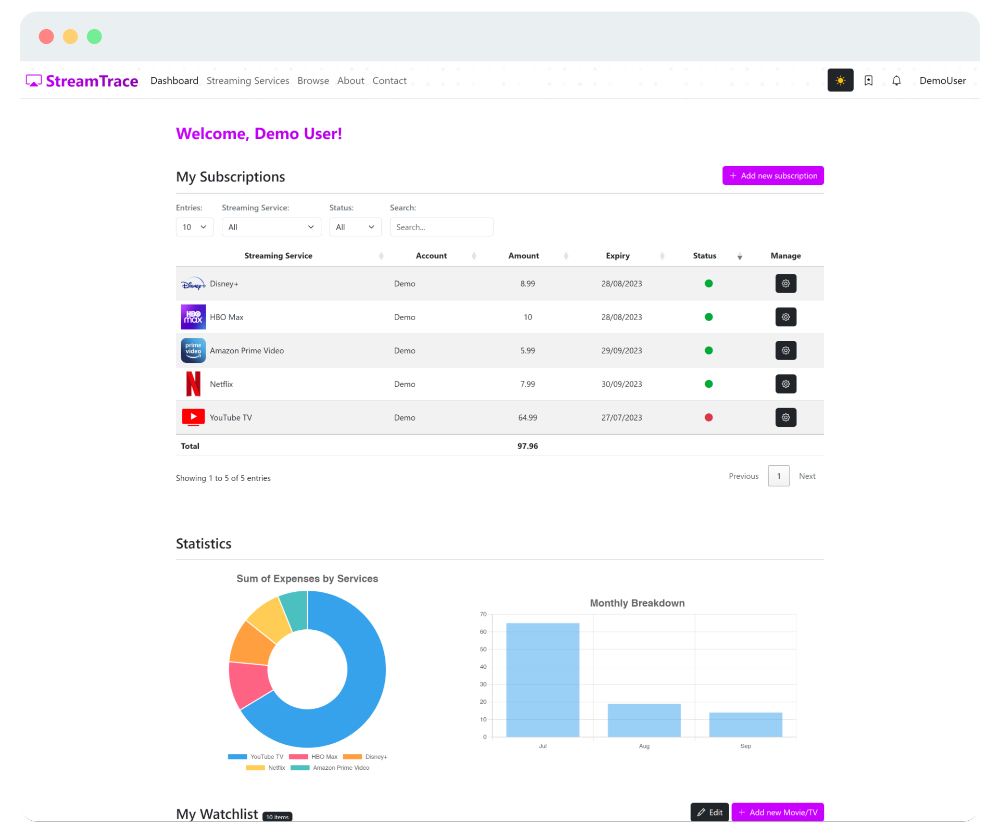 StreamTrace Dashboard Streaming Services Browse About Contact DemoUser
Welcome, Demo User!
My Subscriptions + Add new subscription
Entries: Streaming Service: Status: Search:
10 All All Search...
Streaming Service Account Amount Expiry Status Manage
Disney+ Disney+ Demo 8.99 28/08/2023
HBO max HBO Max Demo 10 28/08/2023
prime video Amazon Prime Video Demo 5.99 29/09/2023
N Netflix Demo 7.99 30/09/2023
YouTube TV Demo 64.99 27/07/2023
Total 97.96
Showing 1 to 5 of 5 entries Previous 1 Next
Statistics
Sum of Expenses by Services
Monthly Breakdown
70
60
50
40
30
20
10
0
Jul Aug Sep
YouTube TV HBO Max Disney+
Netflix Amazon Prime Video
My Watchlist 10 items Edit + Add new Movie/TV